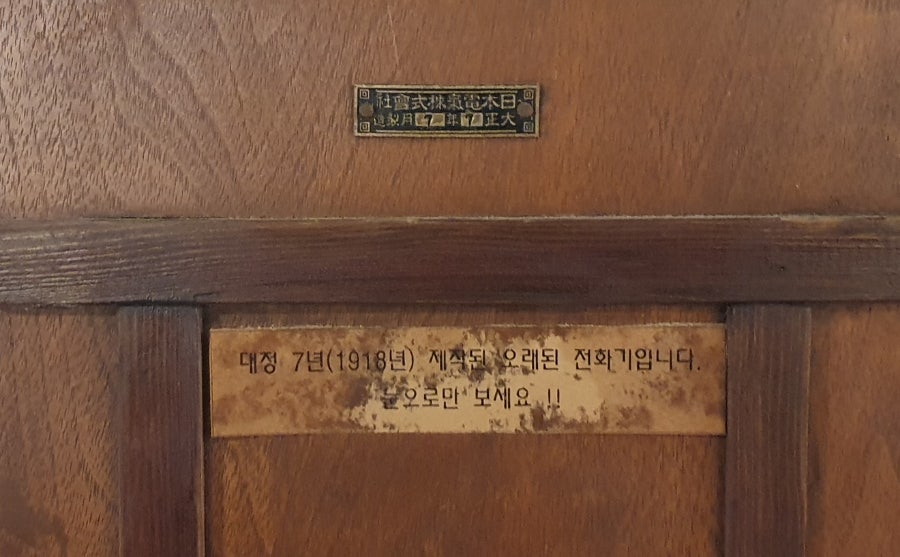 日本電氣株式會社
大正7年7月製造
대정 7년(1918년) 제작된 오래된 전화기입니다.
눈으로만 보세요 !!